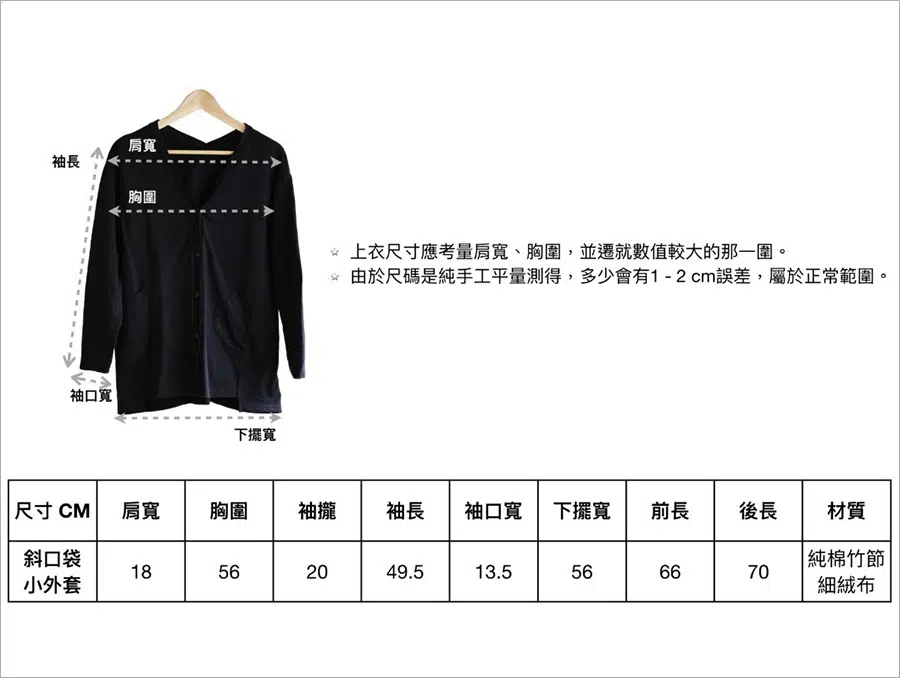 肩寬
袖長
胸圍
☆ 上衣尺寸應考量肩寬、胸圍，並遷就數值較大的那一圍。
☆ 由於尺碼是純手工平量測得，多少會有1 - 2 cm誤差，屬於正常範圍。
袖口寬
下擺寬
尺寸 CM 肩寬 胸圍 袖攏 袖長 袖口寬 下擺寬 前長 後長 材質
斜口袋 純棉竹節
18 56 20 49.5 13.5 56 66 70
小外套 細絨布